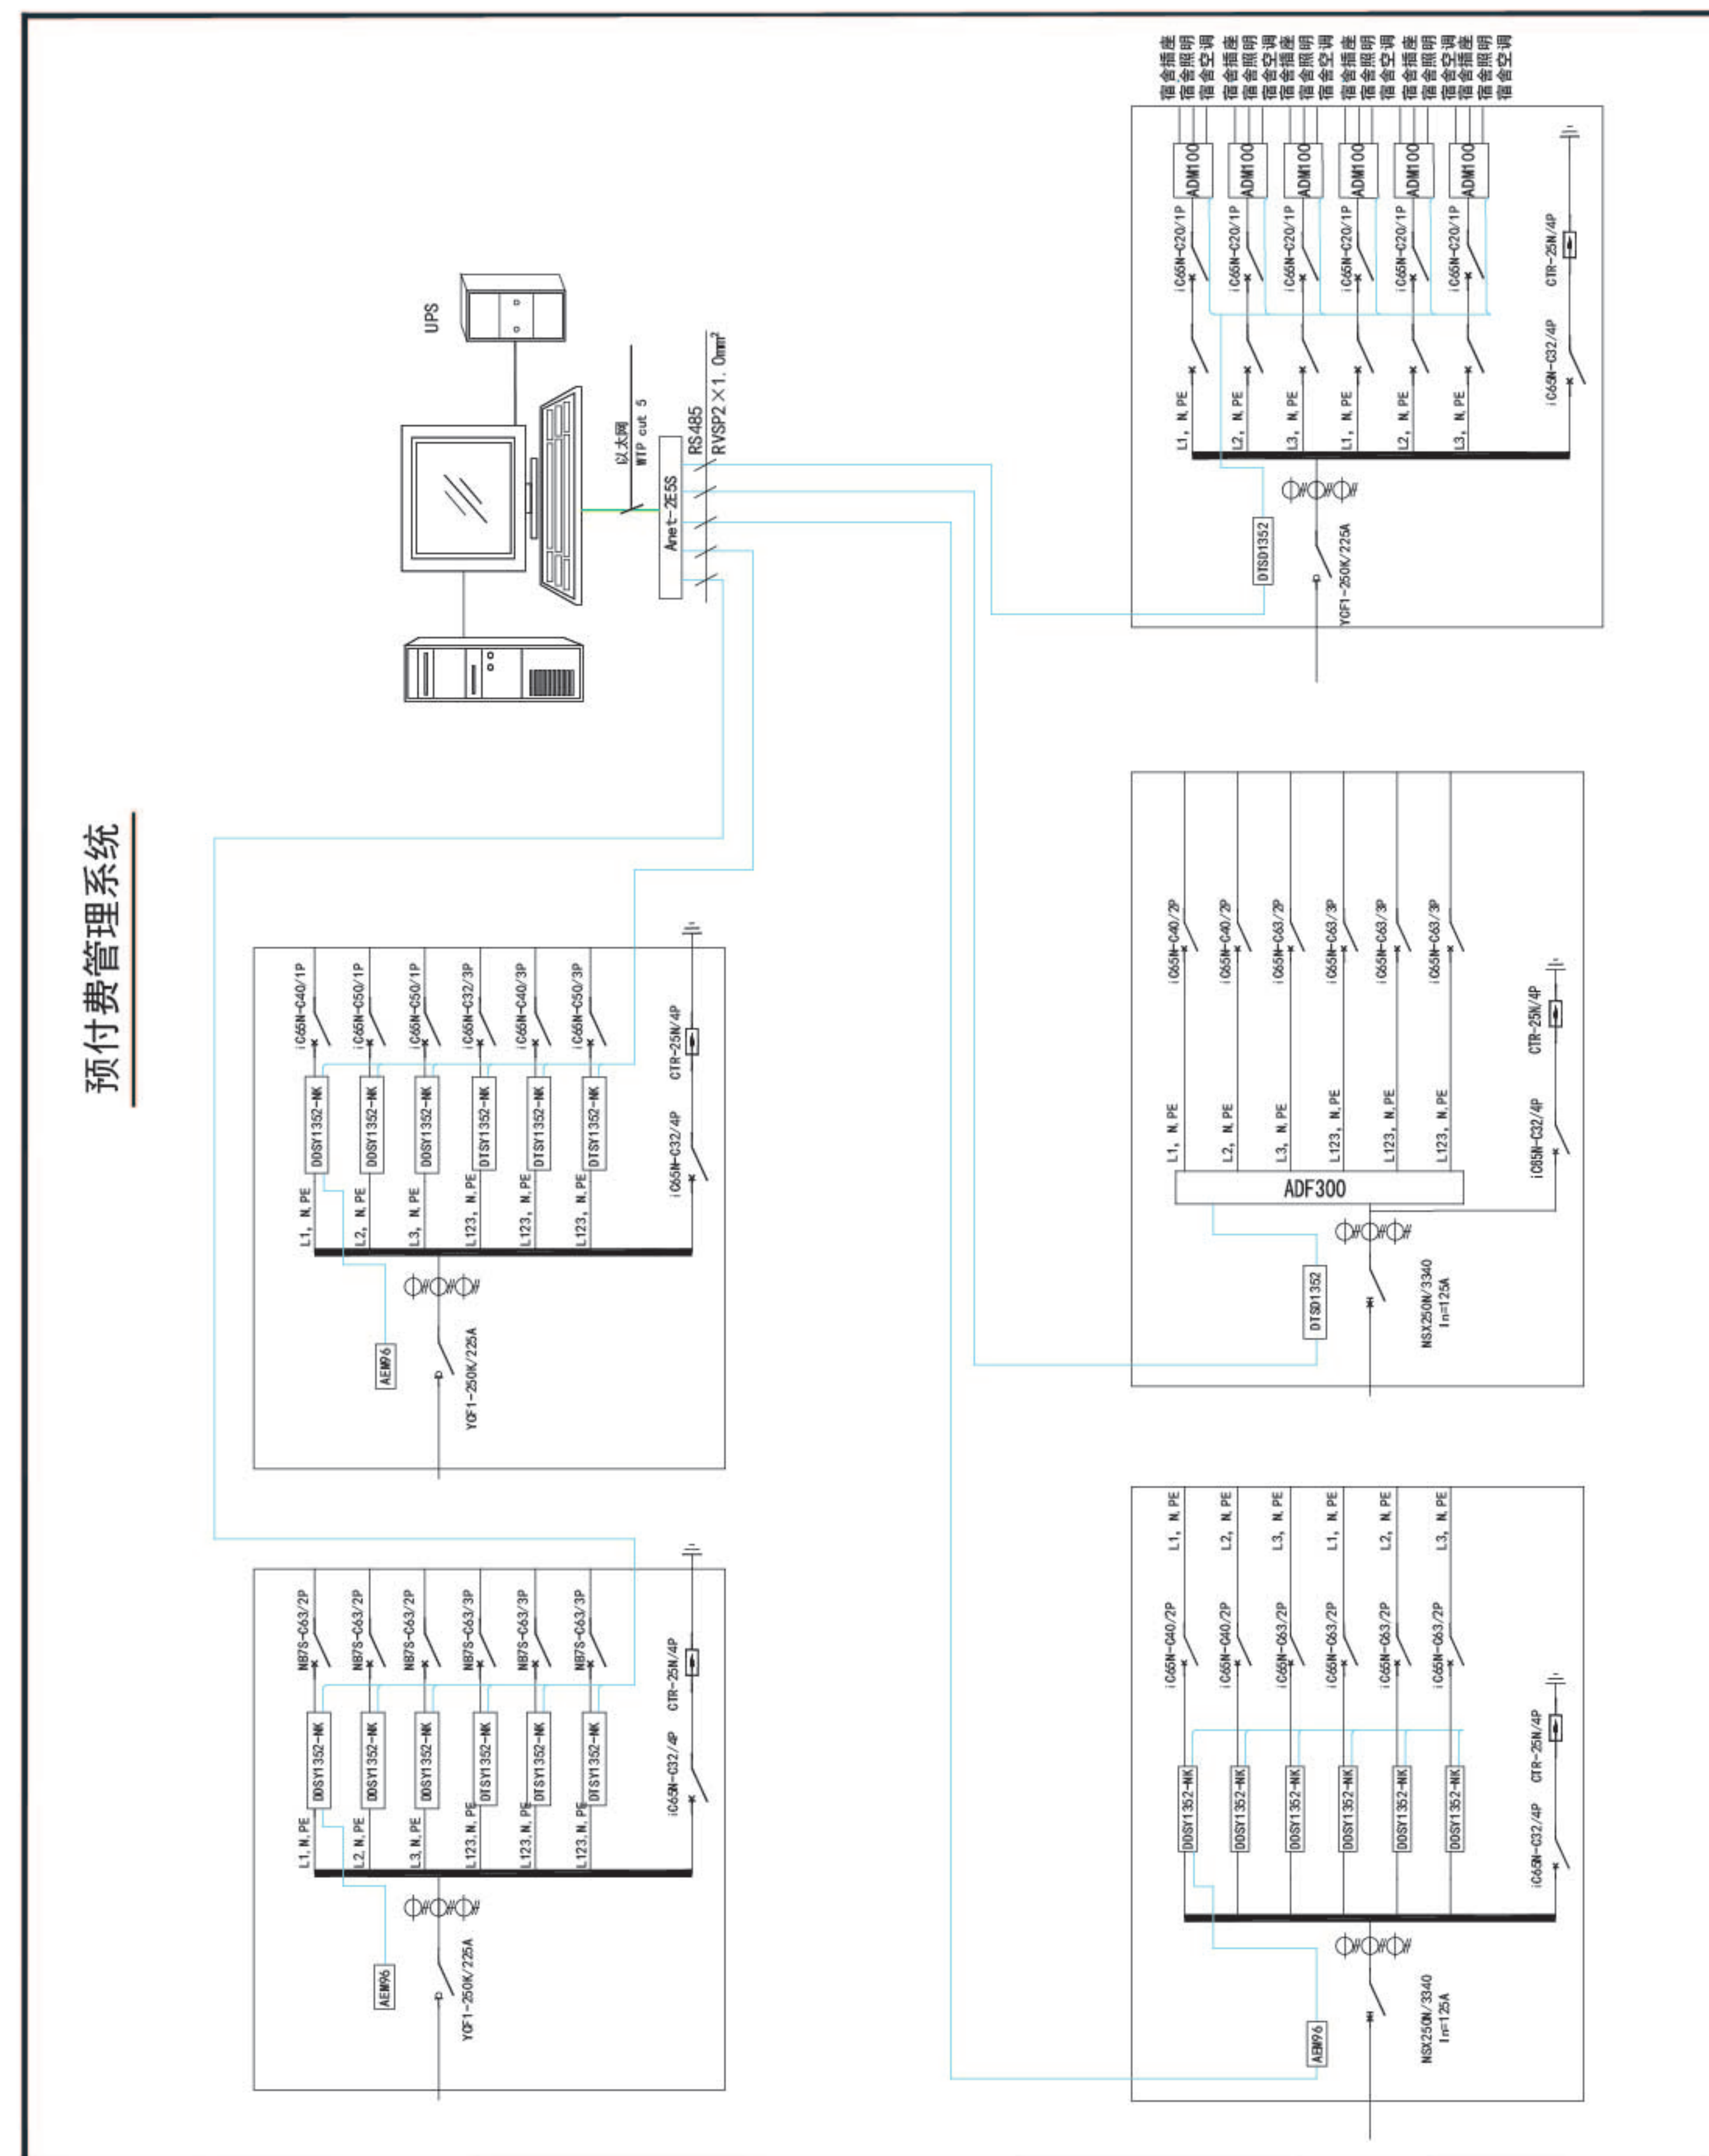 预付费管理系统
UPS
以太网
WTP cut 5
Anet-2E5S
RS485
RVSP2×1.0mm²
YCF1-250K/225A
AEM96
L1,N,PE
L2,N,PE
L3,N,PE
L123,N,PE
L123,N,PE
L123,N,PE
DDSY1352-NK
DDSY1352-NK
DDSY1352-NK
DTSY1352-NK
DTSY1352-NK
DTSY1352-NK
NB7S-C63/2P
NB7S-C63/2P
NB7S-C63/2P
NB7S-C63/3P
NB7S-C63/3P
NB7S-C63/3P
iC65N-C32/4P
CTR-25N/4P
YCF1-250K/225A
AEM96
L1, N,PE
L2, N,PE
L3, N,PE
L123, N,PE
L123, N,PE
L123, N,PE
DDSY1352-NK
DDSY1352-NK
DDSY1352-NK
DTSY1352-NK
DTSY1352-NK
DTSY1352-NK
iC65N-C40/1P
iC65N-C50/1P
iC65N-C50/1P
iC65N-C32/3P
iC65N-C40/3P
iC65N-C50/3P
iC65N-C32/4P
CTR-25N/4P
AEM96
NSX250N/3340
In=125A
DDSY1352-NK
DDSY1352-NK
DDSY1352-NK
DDSY1352-NK
DDSY1352-NK
DDSY1352-NK
iC65N-C40/2P
iC65N-C40/2P
iC65N-C63/2P
iC65N-C63/2P
iC65N-C63/2P
iC65N-C63/2P
L1, N,PE
L2, N,PE
L3, N,PE
L1, N,PE
L2, N,PE
L3, N,PE
iC65N-C32/4P
CTR-25N/4P
DTSD1352
NSX250N/3340
In=125A
ADF300
L1, N,PE
L2, N,PE
L3, N,PE
L123, N,PE
L123, N,PE
L123, N,PE
iC65N-C40/2P
iC65N-C40/2P
iC65N-C63/2P
iC65N-C63/3P
iC65N-C63/3P
iC65N-C63/3P
iC65N-C32/4P
CTR-25N/4P
DTSD1352
YCF1-250K/225A
L1, N,PE
L2, N,PE
L3, N,PE
L1, N,PE
L2, N,PE
L3, N,PE
iC65N-C20/1P
iC65N-C20/1P
iC65N-C20/1P
iC65N-C20/1P
iC65N-C20/1P
iC65N-C20/1P
ADM100
ADM100
ADM100
ADM100
ADM100
ADM100
宿舍插座
宿舍照明
宿舍空调
宿舍插座
宿舍照明
宿舍空调
宿舍插座
宿舍照明
宿舍空调
宿舍插座
宿舍照明
宿舍空调
宿舍插座
宿舍照明
宿舍空调
宿舍插座
宿舍照明
宿舍空调
iC65N-C32/4P
CTR-25N/4P